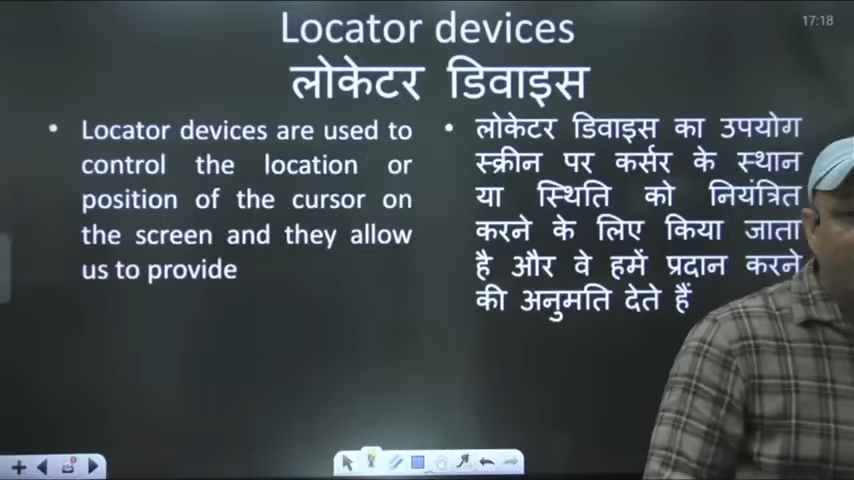 17:18
Locator devices
लोकेटर डिवाइस
• Locator devices are used to
control the location or
position of the cursor on
the screen and they allow
us to provide
• लोकेटर डिवाइस का उपयोग
स्क्रीन पर कर्सर के स्थान
या स्थिति को नियंत्रित
करने के लिए किया जाता
है और वे हमें प्रदान करने
की अनुमति देते हैं